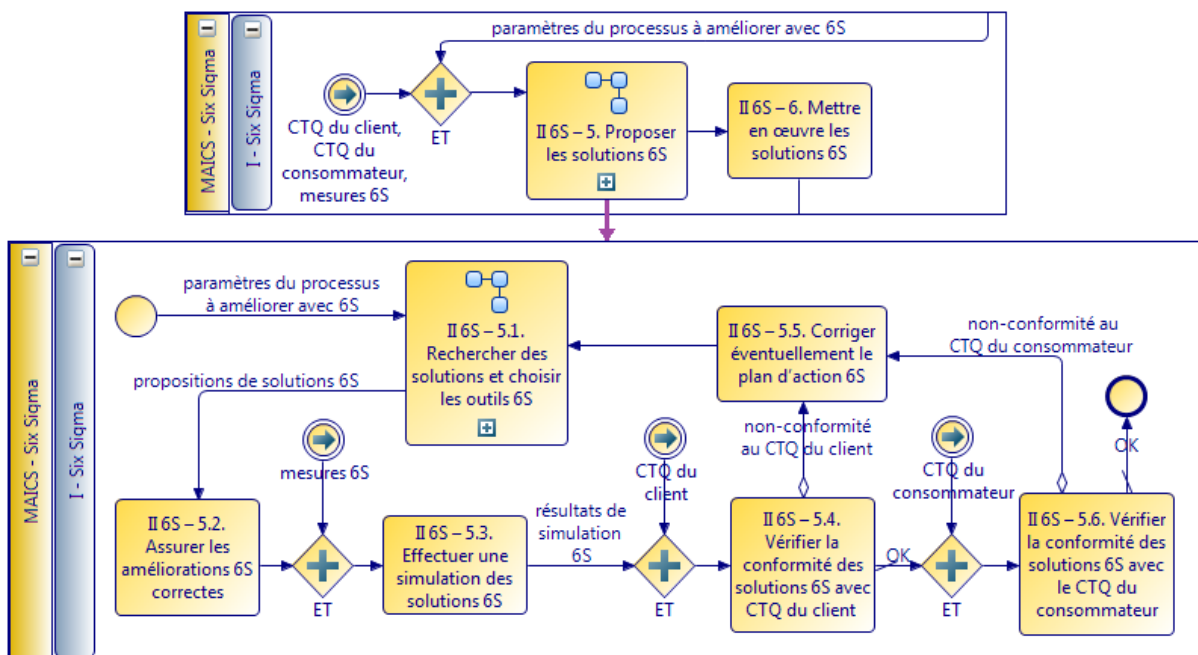 MAICS - Six Sigma
I - Six Sigma
paramètres du processus à améliorer avec 6S
CTQ du client,
CTQ du
consommateur,
mesures 6S
ET
II 6S – 5. Proposer
les solutions 6S
II 6S – 6. Mettre
en œuvre les
solutions 6S
MAICS - Six Sigma
I - Six Sigma
paramètres du processus
à améliorer avec 6S
II 6S – 5.1.
Rechercher des
solutions et choisir
les outils 6S
II 6S – 5.5. Corriger
éventuellement le
plan d’action 6S
non-conformité au
CTQ du consommateur
propositions de solutions 6S
mesures 6S
CTQ du
client
non-conformité
au CTQ du client
CTQ du
consommateur
OK
II 6S – 5.2.
Assurer les
améliorations 6S
correctes
ET
II 6S – 5.3.
Effectuer une
simulation des
solutions 6S
résultats de
simulation
6S
ET
II 6S – 5.4.
Vérifier la
conformité des
solutions 6S avec
CTQ du client
OK
ET
II 6S – 5.6. Vérifier
la conformité des
solutions 6S avec
le CTQ du
consommateur